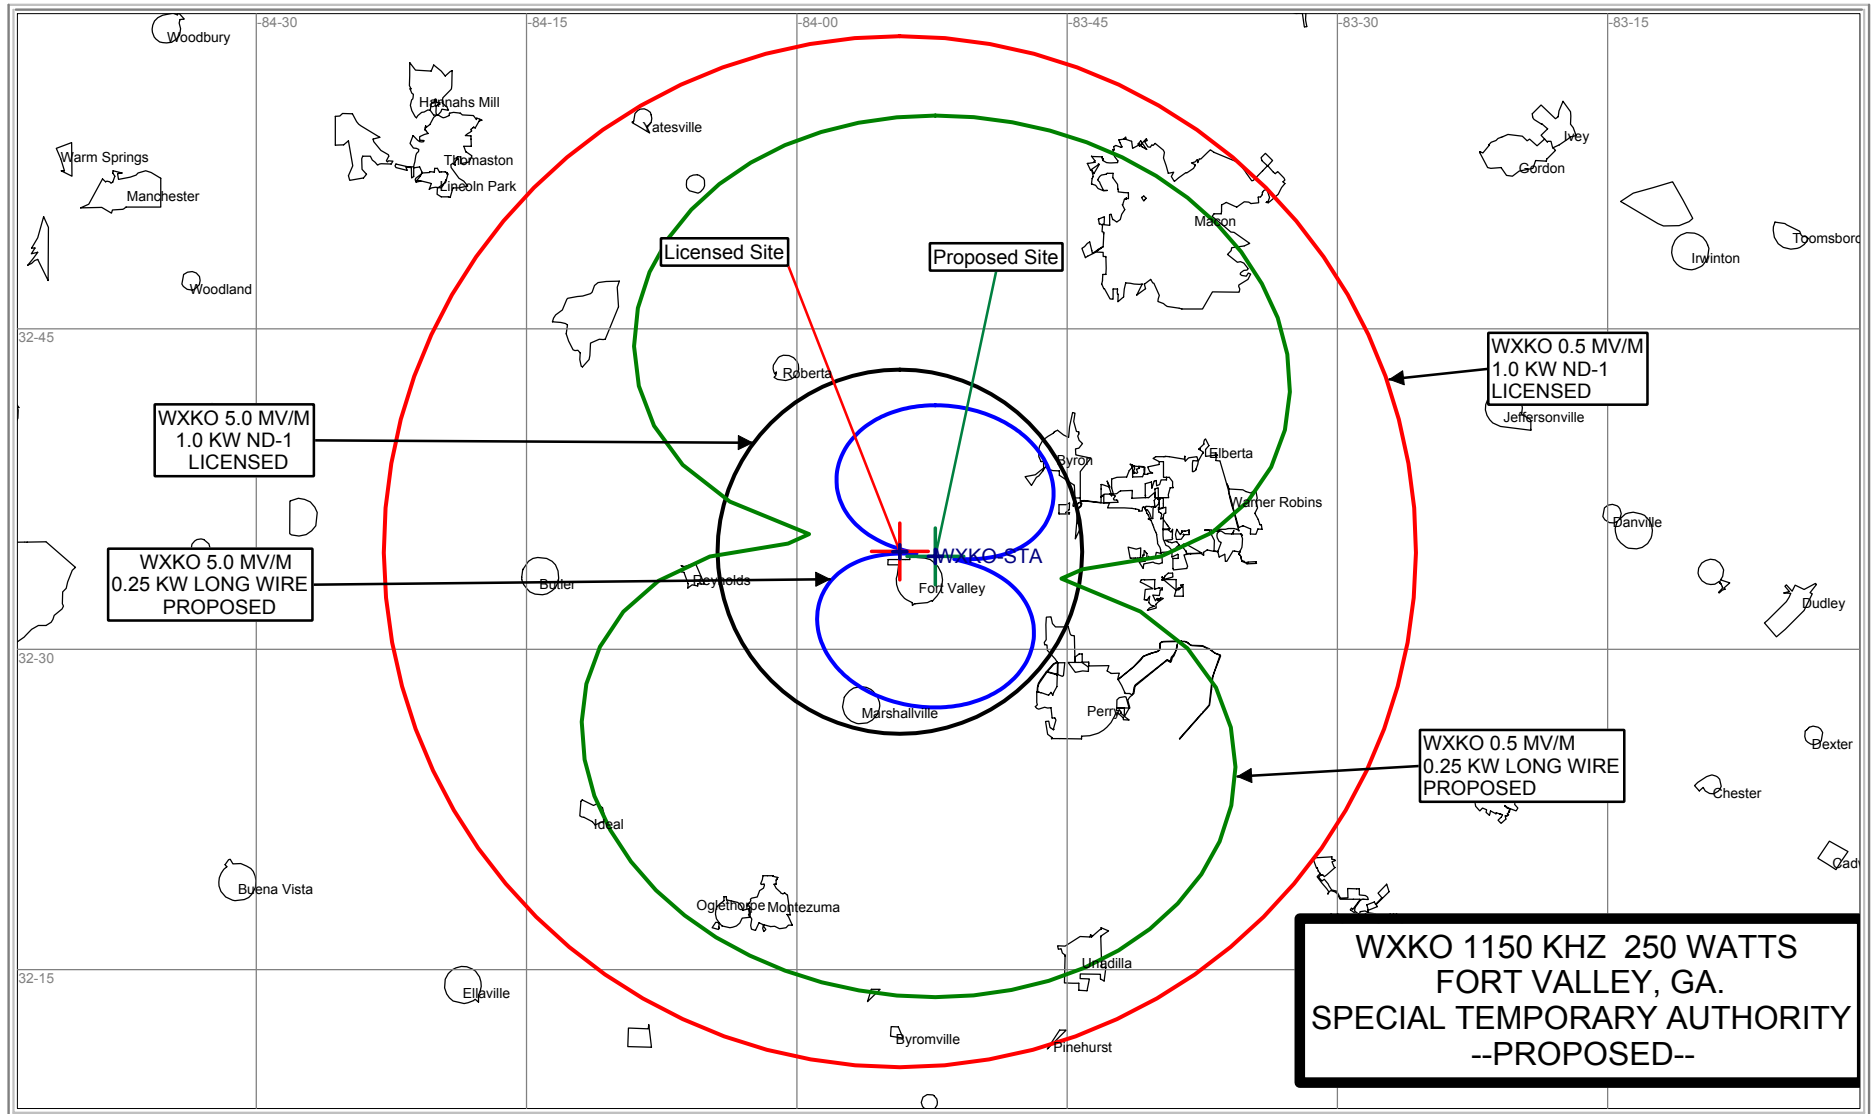 -84-30
-84-15
-84-00
-83-45
-83-30
-83-15
Woodbury
Hannahs Mill
Yatesville
Ivey
Warm Springs
Thomaston
Gordon
Lincoln Park
Manchester
Macon
Toomsboro
Licensed Site
Proposed Site
Irwinton
Woodland
32-45
WXKO 0.5 MV/M
1.0 KW ND-1
LICENSED
Roberta
Jeffersonville
WXKO 5.0 MV/M
1.0 KW ND-1
LICENSED
Elberta
Byron
Warner Robins
Danville
WXKO-STA
WXKO 5.0 MV/M
0.25 KW LONG WIRE
PROPOSED
Butler
Reynolds
Fort Valley
Dudley
32-30
Marshallville
Perry
WXKO 0.5 MV/M
0.25 KW LONG WIRE
PROPOSED
Dexter
Chester
Ideal
Cadw
Buena Vista
Oglethorpe
Montezuma
Unadilla
32-15
Ellaville
Byromville
Pinehurst
WXKO 1150 KHZ 250 WATTS
FORT VALLEY, GA.
SPECIAL TEMPORARY AUTHORITY
--PROPOSED--